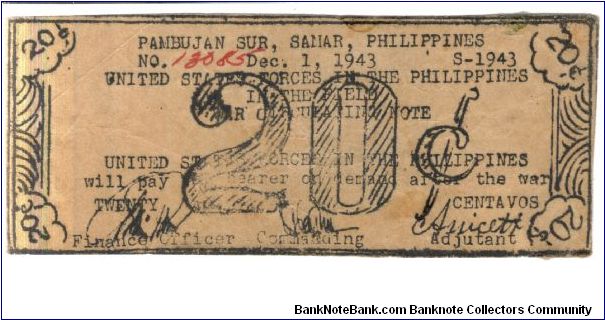 20¢ 20¢
PAMBUJAN SUR, SAMAR, PHILIPPINES
NO. 13085 Dec. 1, 1943 S-1943
UNITED STATES FORCES IN THE PHILIPPINES
IN THE FIELD
WAR CIRCULATING NOTE
20¢
UNITED STATES FORCES IN THE PHILIPPINES
will pay bearer on demand after the war
TWENTY CENTAVOS
20¢ 20¢
Finance Officer Commanding Adjutant
BankNoteBank.com Banknote Collectors Community